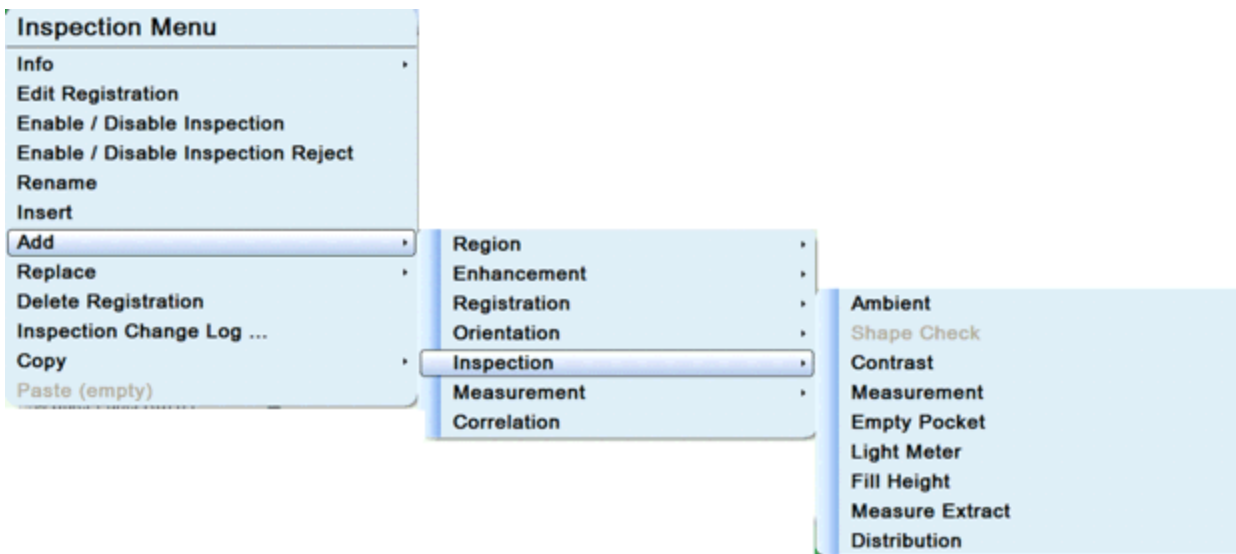 Inspection Menu
Info
Edit Registration
Enable / Disable Inspection
Enable / Disable Inspection Reject
Rename
Insert
Add
Replace
Delete Registration
Inspection Change Log ...
Copy
Paste (empty)
Region
Enhancement
Registration
Orientation
Inspection
Measurement
Correlation
Ambient
Shape Check
Contrast
Measurement
Empty Pocket
Light Meter
Fill Height
Measure Extract
Distribution